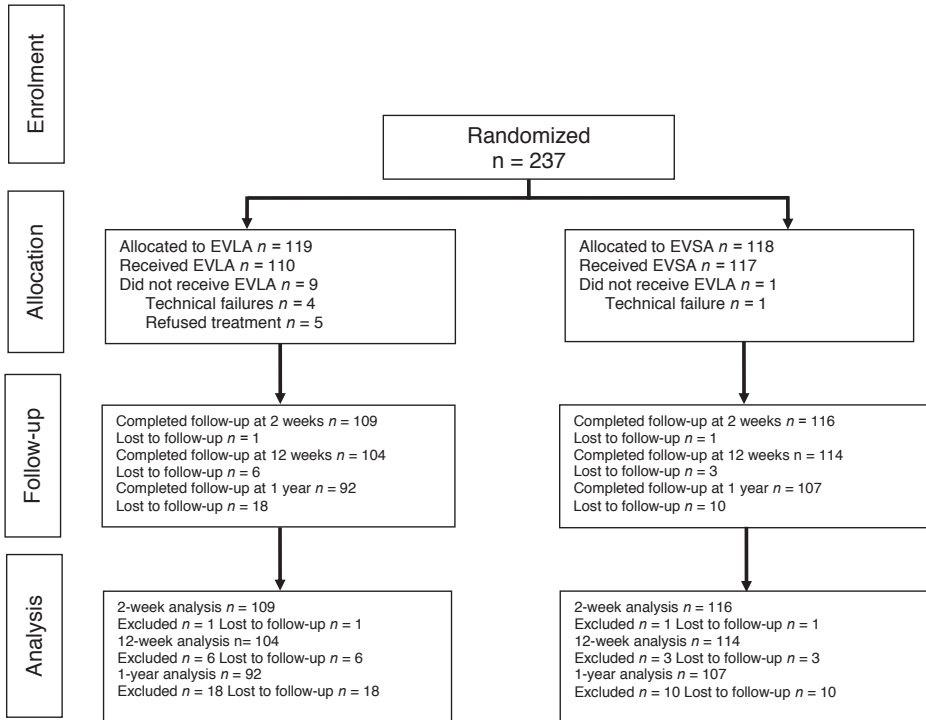 Enrolment
Randomized
n = 237
Allocation
Allocated to EVLA n = 119
Received EVLA n = 110
Did not receive EVLA n = 9
Technical failures n = 4
Refused treatment n = 5
Allocated to EVSA n = 118
Received EVSA n = 117
Did not receive EVLA n = 1
Technical failure n = 1
Follow-up
Completed follow-up at 2 weeks n = 109
Lost to follow-up n = 1
Completed follow-up at 12 weeks n = 104
Lost to follow-up n = 6
Completed follow-up at 1 year n = 92
Lost to follow-up n = 18
Completed follow-up at 2 weeks n = 116
Lost to follow-up n = 1
Completed follow-up at 12 weeks n = 114
Lost to follow-up n = 3
Completed follow-up at 1 year n = 107
Lost to follow-up n = 10
Analysis
2-week analysis n = 109
Excluded n = 1 Lost to follow-up n = 1
12-week analysis n= 104
Excluded n = 6 Lost to follow-up n = 6
1-year analysis n = 92
Excluded n = 18 Lost to follow-up n = 18
2-week analysis n = 116
Excluded n = 1 Lost to follow-up n = 1
12-week analysis n = 114
Excluded n = 3 Lost to follow-up n = 3
1-year analysis n = 107
Excluded n = 10 Lost to follow-up n = 10